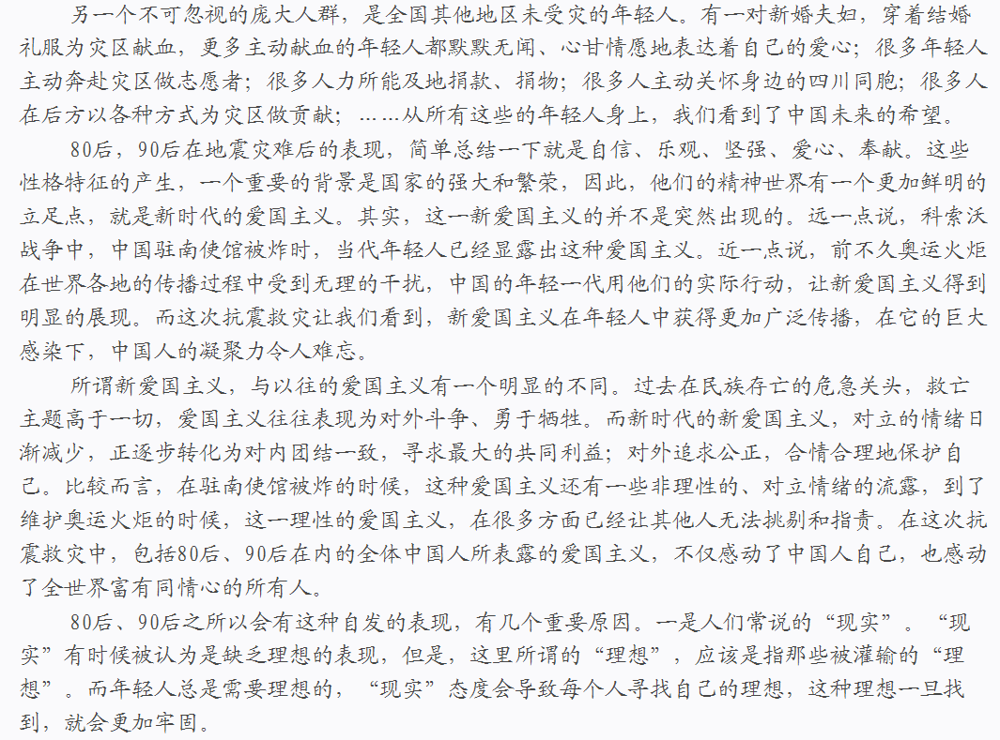 另一个不可忽视的庞大人群，是全国其他地区未受灾的年轻人。有一对新婚夫妇，穿着结婚
礼服为灾区献血，更多主动献血的年轻人都默默无闻、心甘情愿地表达着自己的爱心；很多年轻人
主动奔赴灾区做志愿者；很多人力所能及地捐款、捐物；很多人主动关怀身边的四川同胞；很多人
在后方以各种方式为灾区做贡献；……从所有这些的年轻人身上，我们看到了中国未来的希望。
80后，90后在地震灾难后的表现，简单总结一下就是自信、乐观、坚强、爱心、奉献。这些
性格特征的产生，一个重要的背景是国家的强大和繁荣，因此，他们的精神世界有一个更加鲜明的
立足点，就是新时代的爱国主义。其实，这一新爱国主义的并不是突然出现的。远一点说，科索沃
战争中，中国驻南使馆被炸时，当代年轻人已经显露出这种爱国主义。近一点说，前不久奥运火炬
在世界各地的传播过程中受到无理的干扰，中国的年轻一代用他们的实际行动，让新爱国主义得到
明显的展现。而这次抗震救灾让我们看到，新爱国主义在年轻人中获得更加广泛传播，在它的巨大
感染下，中国人的凝聚力令人难忘。
所谓新爱国主义，与以往的爱国主义有一个明显的不同。过去在民族存亡的危急关头，救亡
主题高于一切，爱国主义往往表现为对外斗争、勇于牺牲。而新时代的新爱国主义，对立的情绪日
渐减少，正逐步转化为对内团结一致，寻求最大的共同利益；对外追求公正，合情合理地保护自
己。比较而言，在驻南使馆被炸的时候，这种爱国主义还有一些非理性的、对立情绪的流露，到了
维护奥运火炬的时候，这一理性的爱国主义，在很多方面已经让其他人无法挑剔和指责。在这次抗
震救灾中，包括80后、90后在内的全体中国人所表露的爱国主义，不仅感动了中国人自己，也感动
了全世界富有同情心的所有人。
80后、90后之所以会有这种自发的表现，有几个重要原因。一是人们常说的“现实”。“现
实”有时候被认为是缺乏理想的表现，但是，这里所谓的“理想”，应该是指那些被灌输的“理
想”。而年轻人总是需要理想的，“现实”态度会导致每个人寻找自己的理想，这种理想一旦找
到，就会更加牢固。